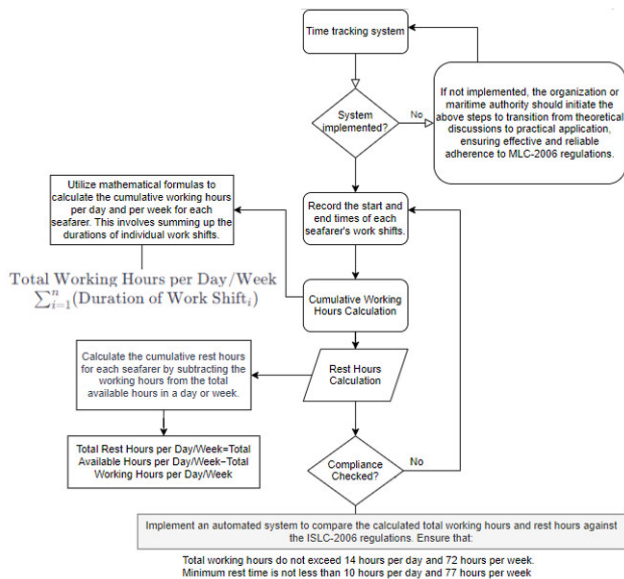 Time tracking system
System
implemented?
No
If not implemented, the organization or
maritime authority should initiate the
above steps to transition from theoretical
discussions to practical application,
ensuring effective and reliable
adherence to MLC-2006 regulations.
Utilize mathematical formulas to
calculate the cumulative working hours
per day and per week for each
seafarer. This involves summing up the
durations of individual work shifts.
Record the start and
end times of each
seafarer's work shifts.
Total Working Hours per Day/Week
∑ⁿᵢ₌₁(Duration of Work Shiftᵢ)
Cumulative Working
Hours Calculation
Calculate the cumulative rest hours
for each seafarer by subtracting the
working hours from the total
available hours in a day or week.
Rest Hours
Calculation
Total Rest Hours per Day/Week=Total
Available Hours per Day/Week−Total
Working Hours per Day/Week
Compliance
Checked?
No
Implement an automated system to compare the calculated total working hours and rest hours against
the ISLC-2006 regulations. Ensure that:
Total working hours do not exceed 14 hours per day and 72 hours per week.
Minimum rest time is not less than 10 hours per day and 77 hours per week